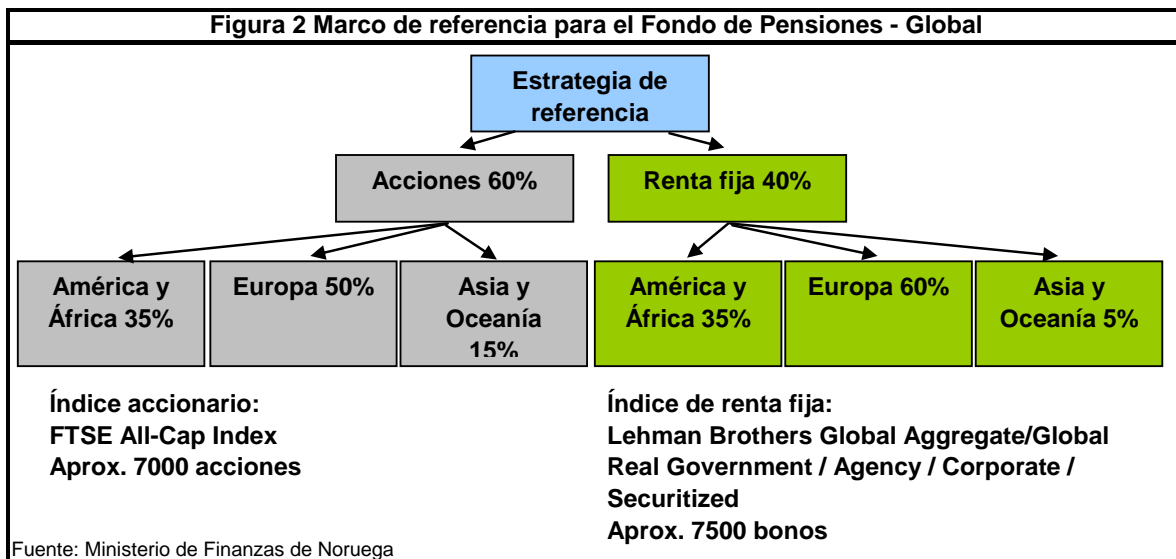 Figura 2 Marco de referencia para el Fondo de Pensiones - Global
Estrategia de
referencia
Acciones 60%
Renta fija 40%
América y
África 35%
Europa 50%
Asia y
Oceanía
15%
América y
África 35%
Europa 60%
Asia y
Oceanía 5%
Índice accionario:
FTSE All-Cap Index
Aprox. 7000 acciones
Índice de renta fija:
Lehman Brothers Global Aggregate/Global
Real Government / Agency / Corporate /
Securitized
Aprox. 7500 bonos
Fuente: Ministerio de Finanzas de Noruega